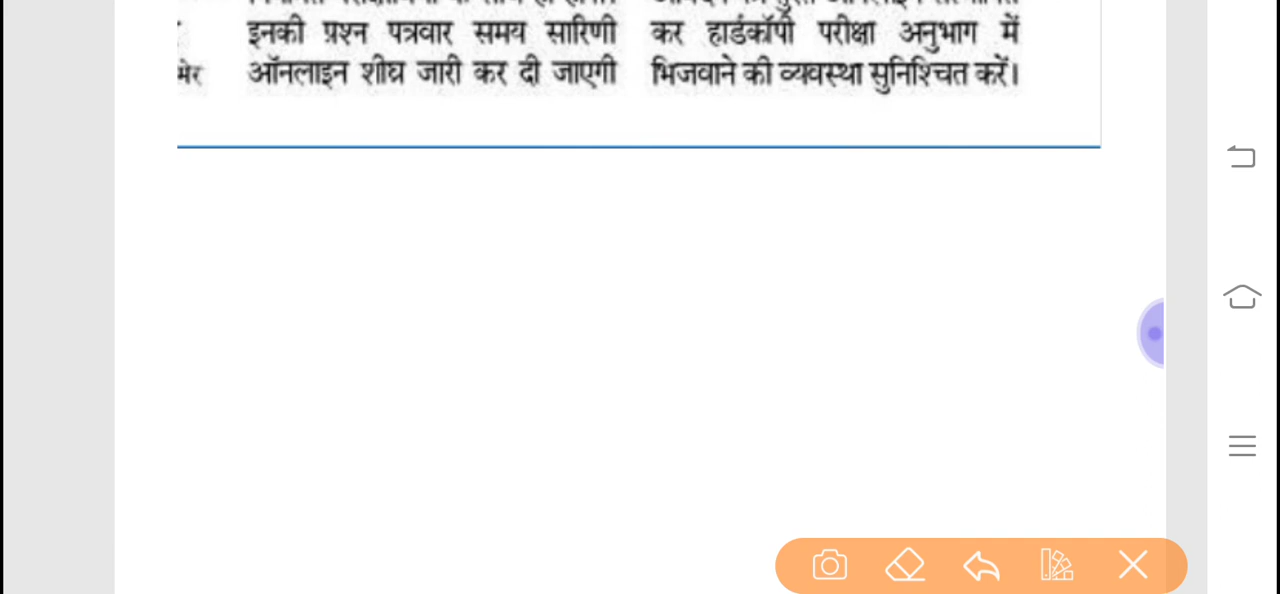 मेर
इनकी प्रश्न पत्रवार समय सारिणी
ऑनलाइन शीघ्र जारी कर दी जाएगी
कर हार्डकॉपी परीक्षा अनुभाग में
भिजवाने की व्यवस्था सुनिश्चित करें।